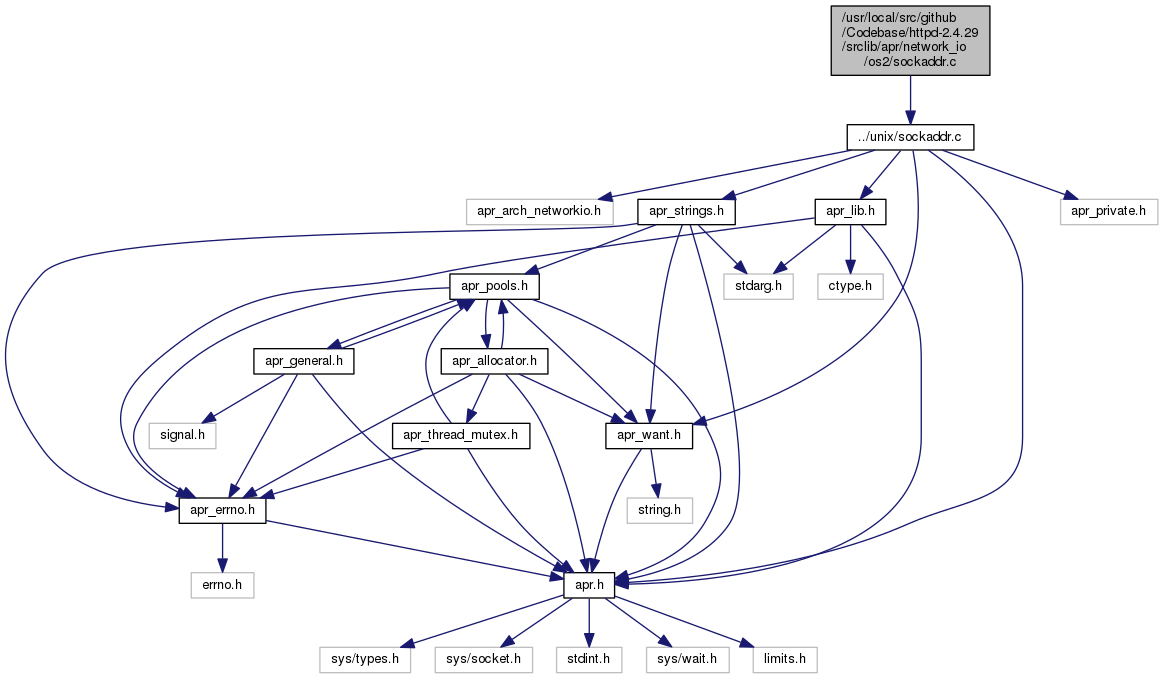 /usr/local/src/github
/Codebase/httpd-2.4.29
/srclib/apr/network_io
/os2/sockaddr.c
../unix/sockaddr.c
apr_arch_networkio.h
apr_strings.h
apr_lib.h
apr_private.h
apr_pools.h
stdarg.h
ctype.h
apr_general.h
apr_allocator.h
signal.h
apr_thread_mutex.h
apr_want.h
apr_errno.h
string.h
errno.h
apr.h
sys/types.h
sys/socket.h
stdint.h
sys/wait.h
limits.h